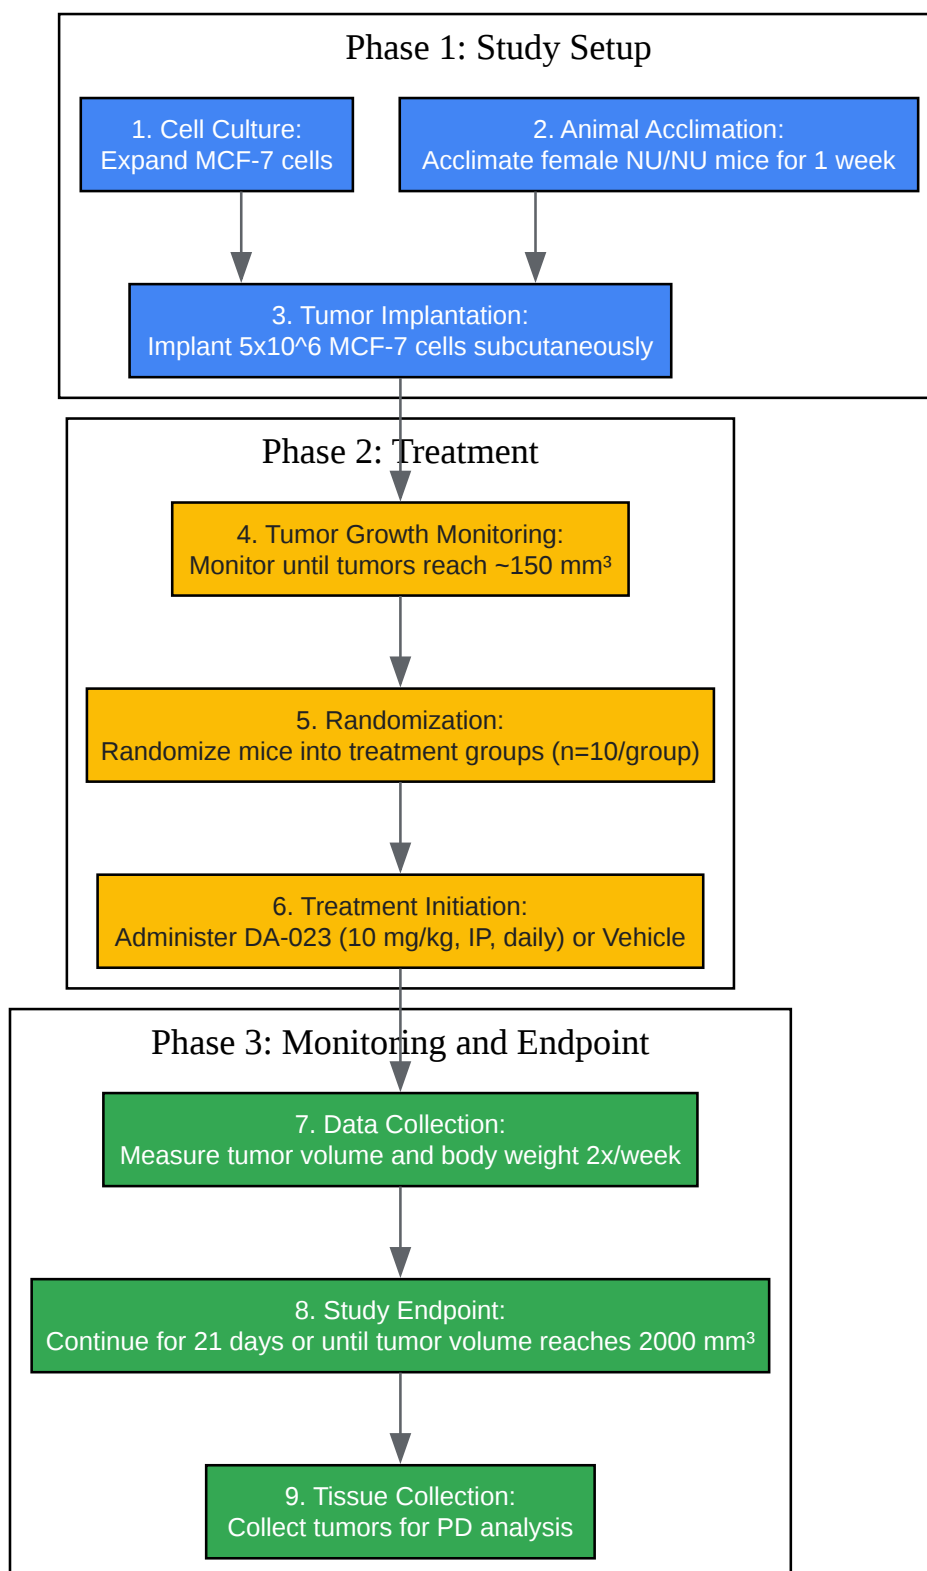 Phase 1: Study Setup
1. Cell Culture:
Expand MCF-7 cells
2. Animal Acclimation:
Acclimate female NU/NU mice for 1 week
3. Tumor Implantation:
Implant 5x10^6 MCF-7 cells subcutaneously
Phase 2: Treatment
4. Tumor Growth Monitoring:
Monitor until tumors reach ~150 mm³
5. Randomization:
Randomize mice into treatment groups (n=10/group)
6. Treatment Initiation:
Administer DA-023 (10 mg/kg, IP, daily) or Vehicle
Phase 3: Monitoring and Endpoint
7. Data Collection:
Measure tumor volume and body weight 2x/week
8. Study Endpoint:
Continue for 21 days or until tumor volume reaches 2000 mm³
9. Tissue Collection:
Collect tumors for PD analysis